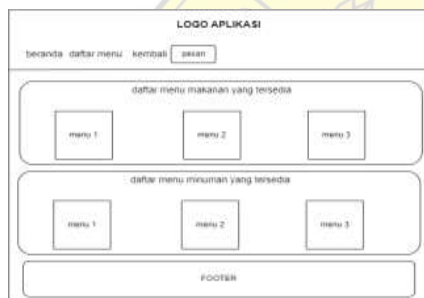 LOGO APLIKASI
beranda daftar menu kembali pesan
daftar menu makanan yang tersedia
menu 1 menu 2 menu 3
daftar menu minuman yang tersedia
menu 1 menu 2 menu 3
FOOTER